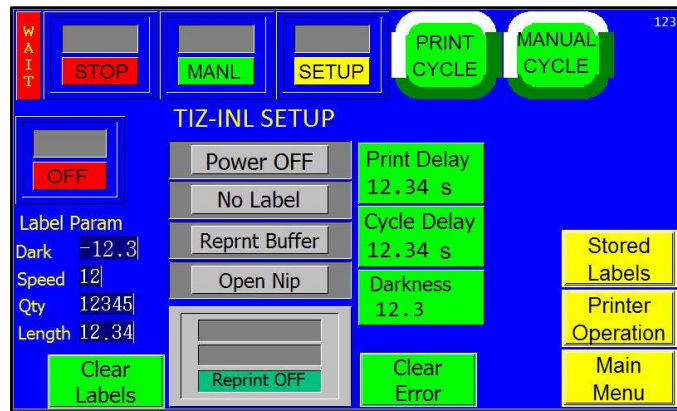 WAIT
STOP
MANL
SETUP
PRINT
CYCLE
MANUAL
CYCLE
123
TIZ-INL SETUP
OFF
Power OFF
No Label
Reprnt Buffer
Open Nip
Print Delay
12.34 s
Cycle Delay
12.34 s
Darkness
12.3
Label Param
Dark -12.3
Speed 12
Qty 12345
Length 12.34
Stored
Labels
Printer
Operation
Main
Menu
Clear
Labels
Reprint OFF
Clear
Error